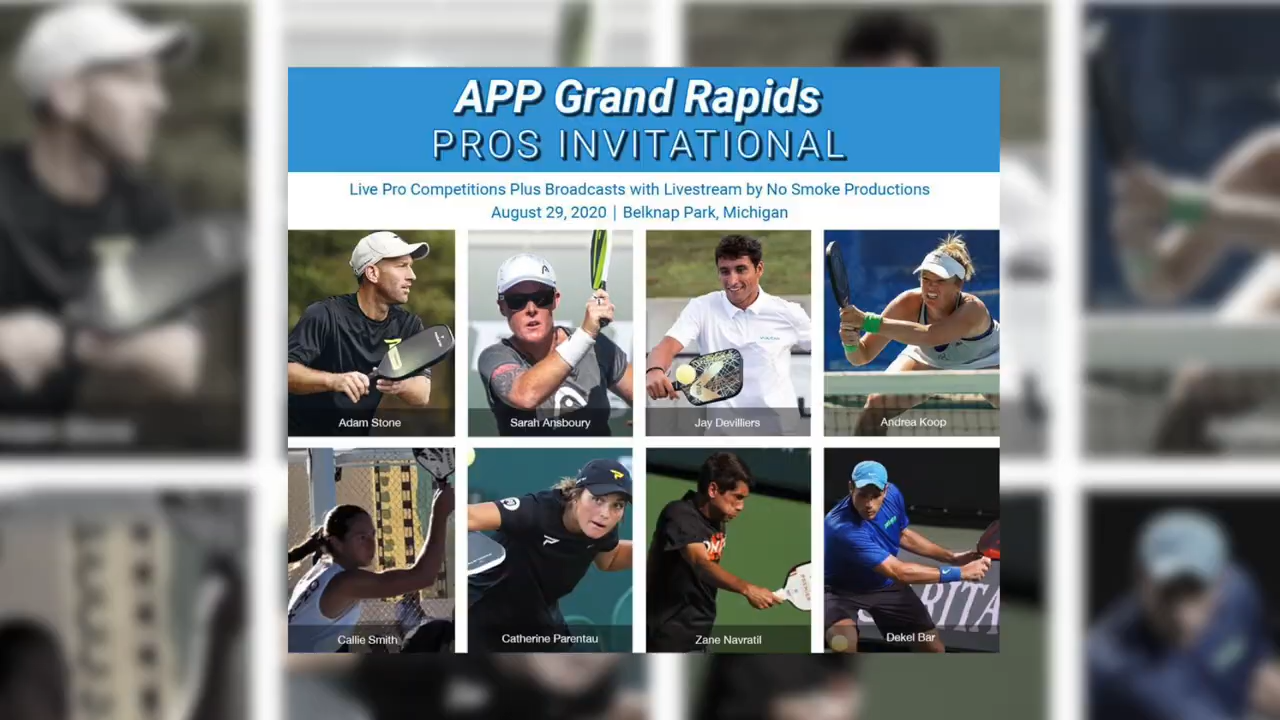 APP Grand Rapids
PROS INVITATIONAL
Live Pro Competitions Plus Broadcasts with Livestream by No Smoke Productions
August 29, 2020 | Belknap Park, Michigan
Adam Stone
Sarah Ansboury
Jay Devilliers
Andrea Koop
Callie Smith
Catherine Parentau
Zane Navratil
Dekel Bar